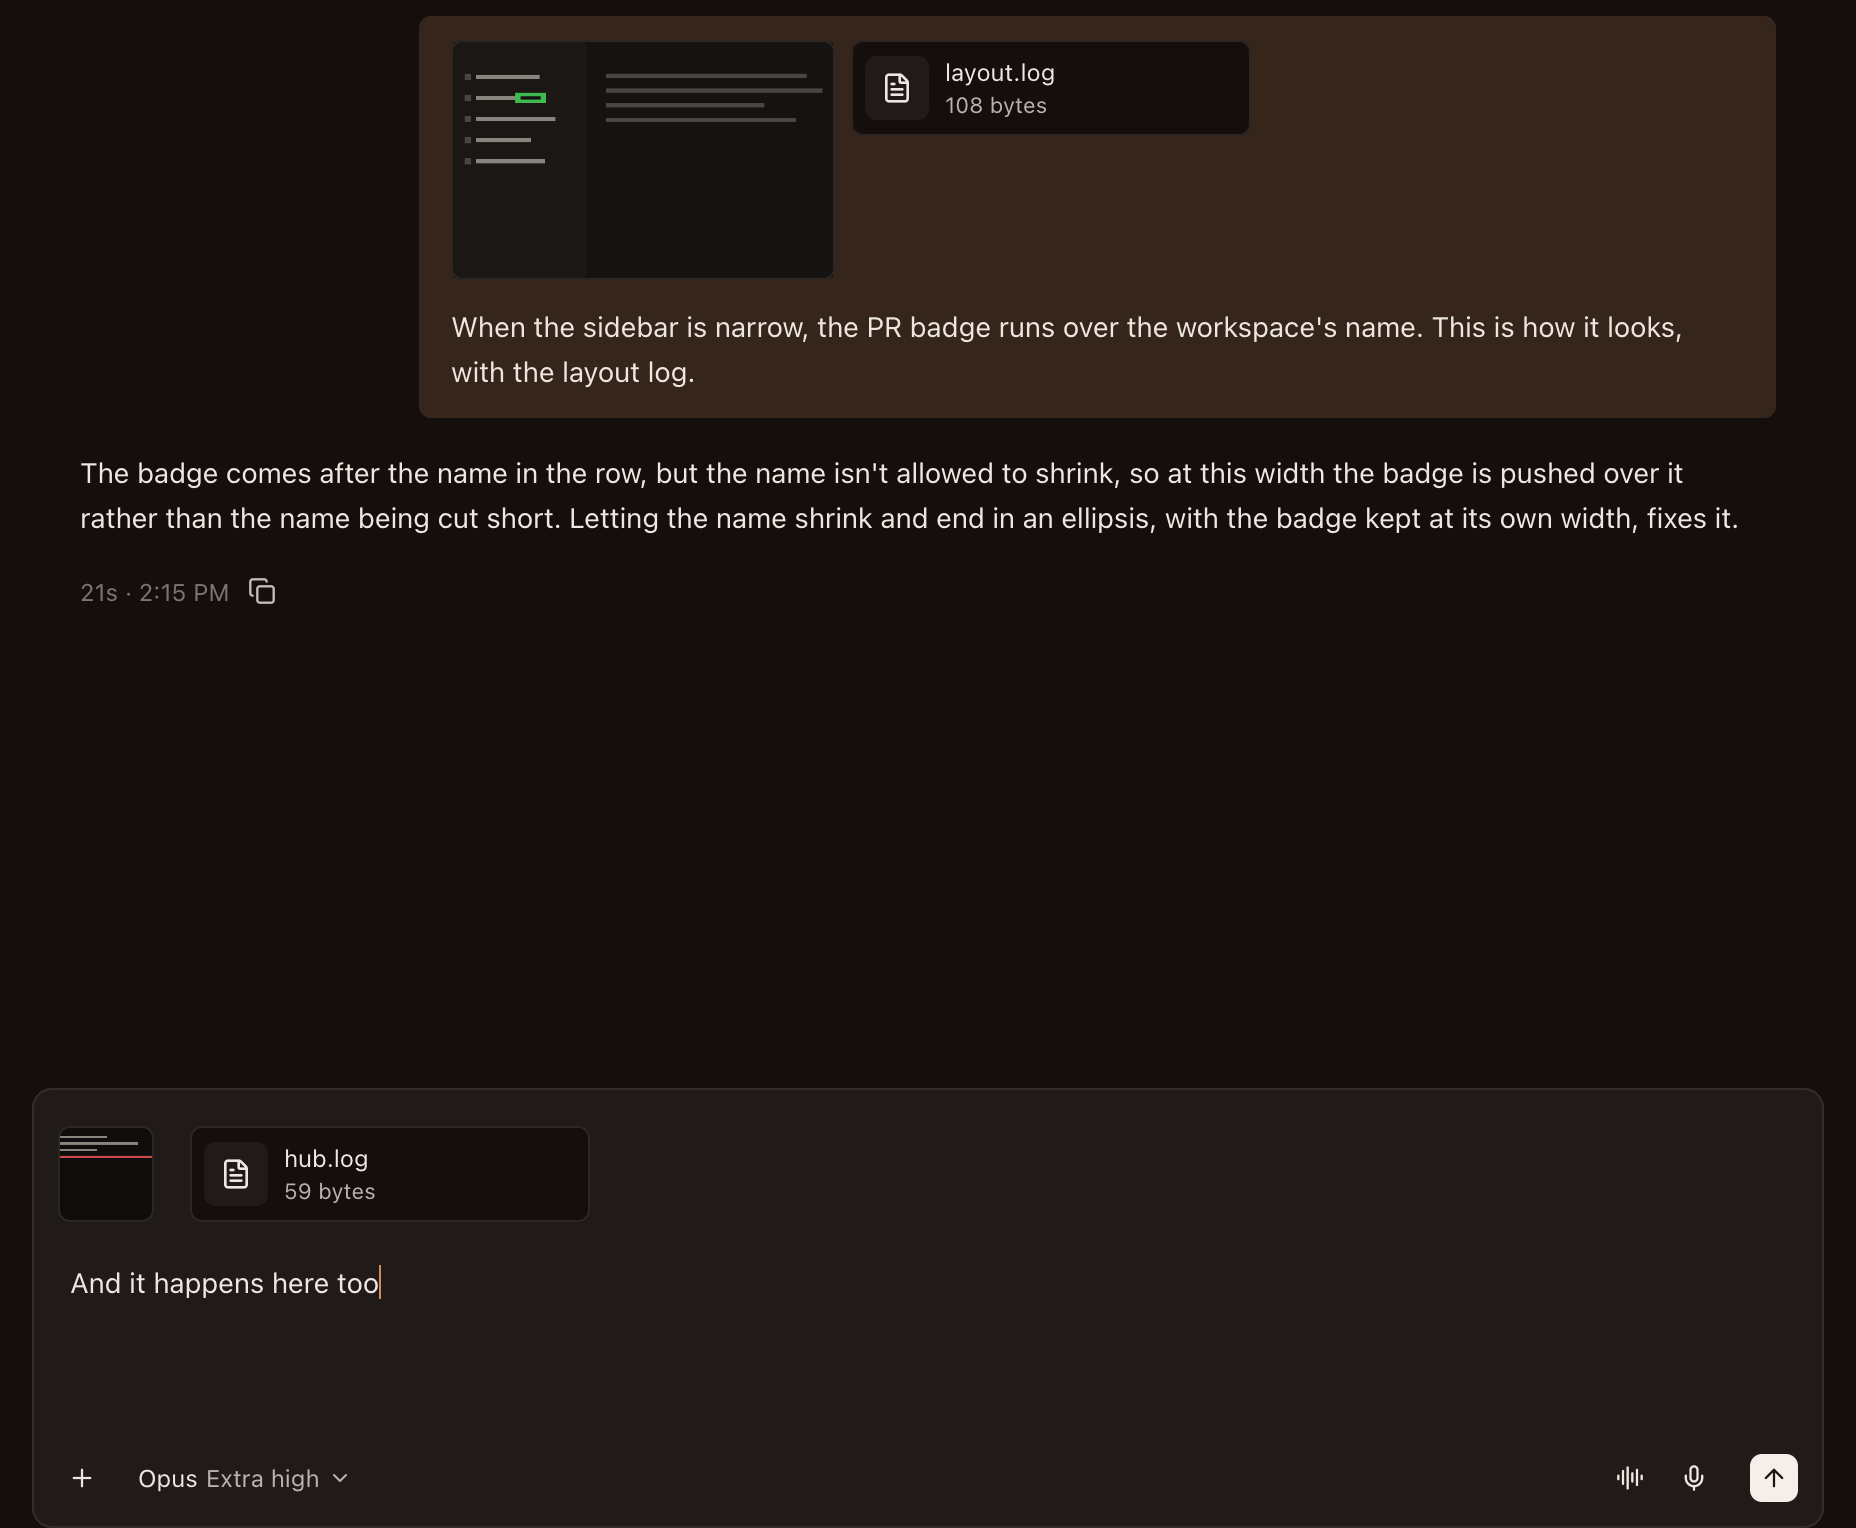 layout.log
108 bytes
When the sidebar is narrow, the PR badge runs over the workspace's name. This is how it looks,
with the layout log.
The badge comes after the name in the row, but the name isn't allowed to shrink, so at this width the badge is pushed over it
rather than the name being cut short. Letting the name shrink and end in an ellipsis, with the badge kept at its own width, fixes it.
21s · 2:15 PM
hub.log
59 bytes
And it happens here too
Opus Extra high